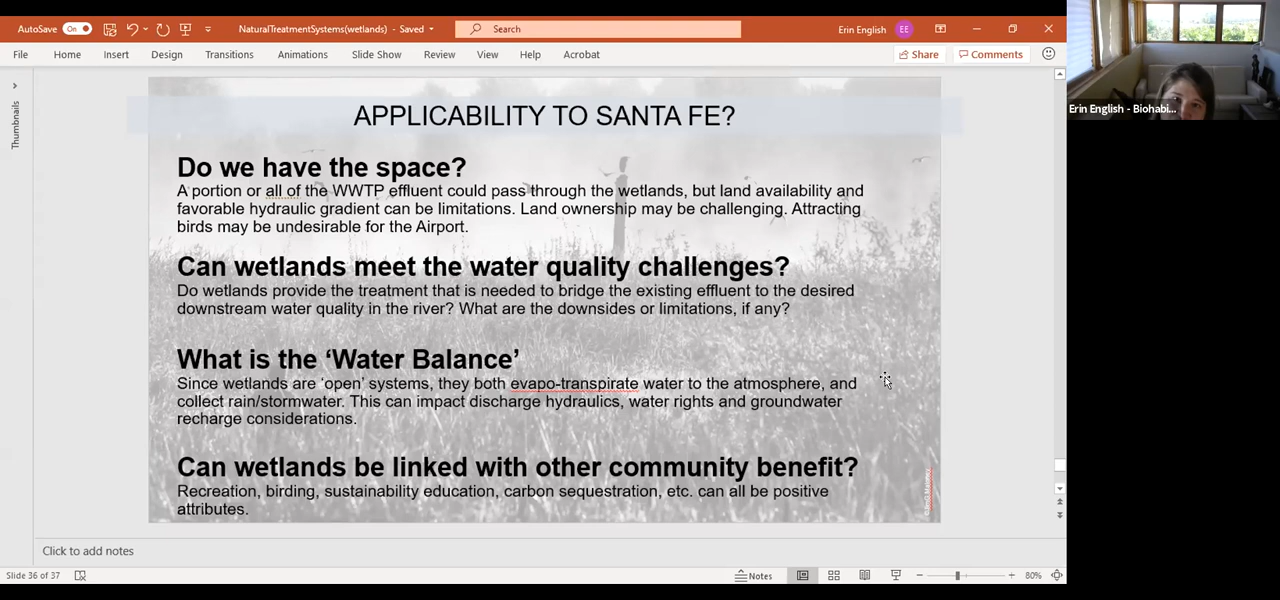 AutoSave On NaturalTreatmentSystems(wetlands) - Saved Search Erin English EE
File Home Insert Design Transitions Animations Slide Show Review View Help Acrobat Share Comments
Thumbnails
APPLICABILITY TO SANTA FE?
Do we have the space?
A portion or all of the WWTP effluent could pass through the wetlands, but land availability and
favorable hydraulic gradient can be limitations. Land ownership may be challenging. Attracting
birds may be undesirable for the Airport.
Can wetlands meet the water quality challenges?
Do wetlands provide the treatment that is needed to bridge the existing effluent to the desired
downstream water quality in the river? What are the downsides or limitations, if any?
What is the ‘Water Balance’
Since wetlands are ‘open’ systems, they both evapo-transpirate water to the atmosphere, and
collect rain/stormwater. This can impact discharge hydraulics, water rights and groundwater
recharge considerations.
Can wetlands be linked with other community benefit?
Recreation, birding, sustainability education, carbon sequestration, etc. can all be positive
attributes.
Click to add notes
Slide 36 of 37 Notes 80%
Erin English - Biohabi...